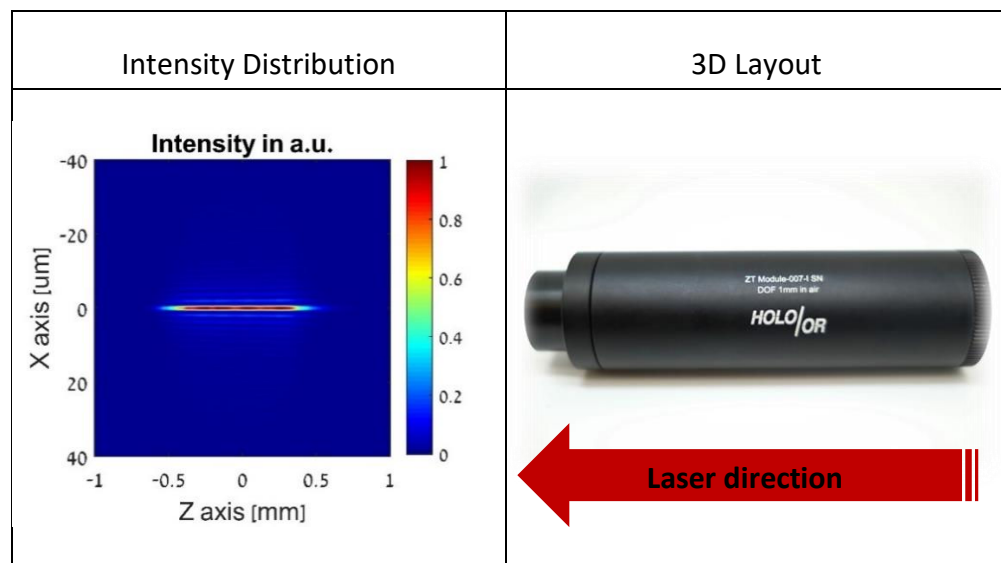 Intensity Distribution
3D Layout
Intensity in a.u.
-40
-20
0
20
40
X axis [um]
-1
-0.5
0
0.5
1
Z axis [mm]
1
0.8
0.6
0.4
0.2
0
ZT Module-007-I SN
DOF 1mm in air
HOLO/OR
Laser direction